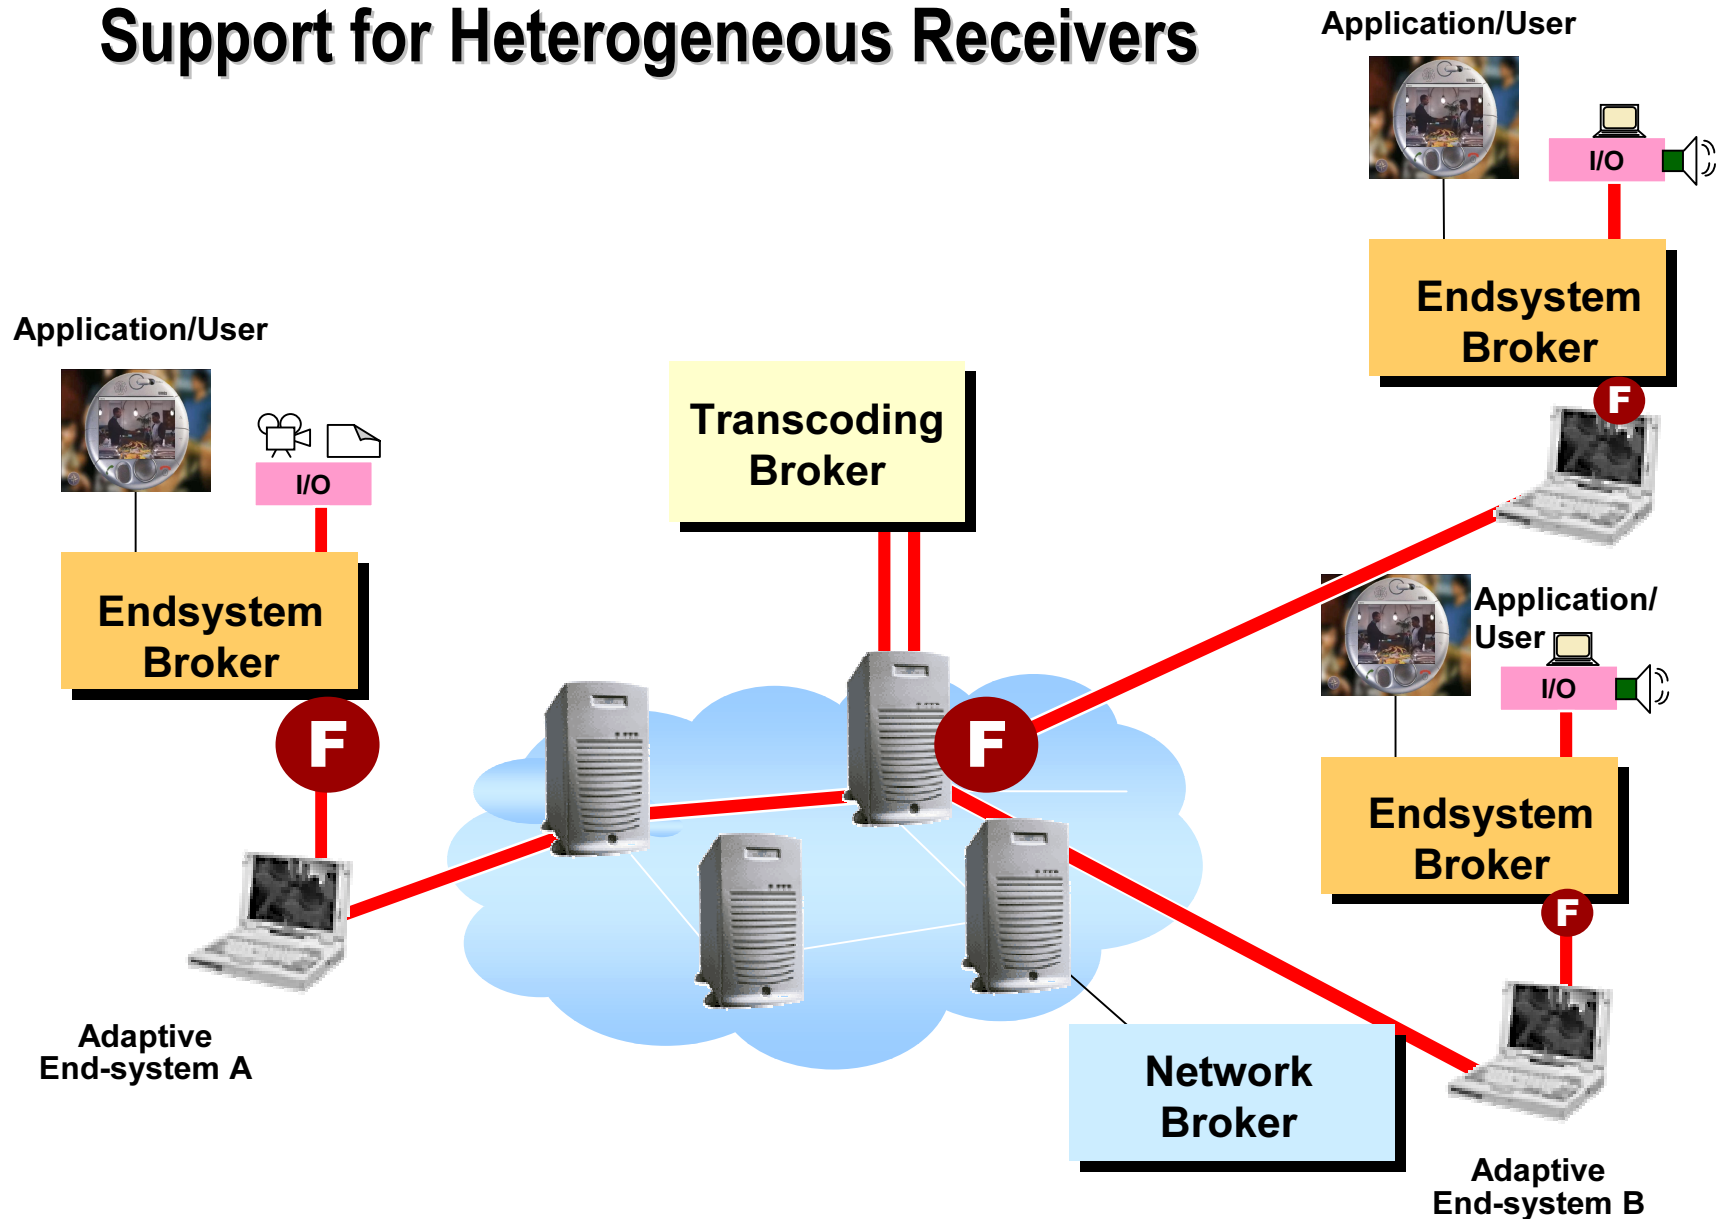 Support for Heterogeneous Receivers
Application/User
I/O
Endsystem
Broker
F
Application/User
I/O
Endsystem
Broker
F
Adaptive
End-system A
Transcoding
Broker
F
Application/
User
I/O
Endsystem
Broker
F
Network
Broker
Adaptive
End-system B